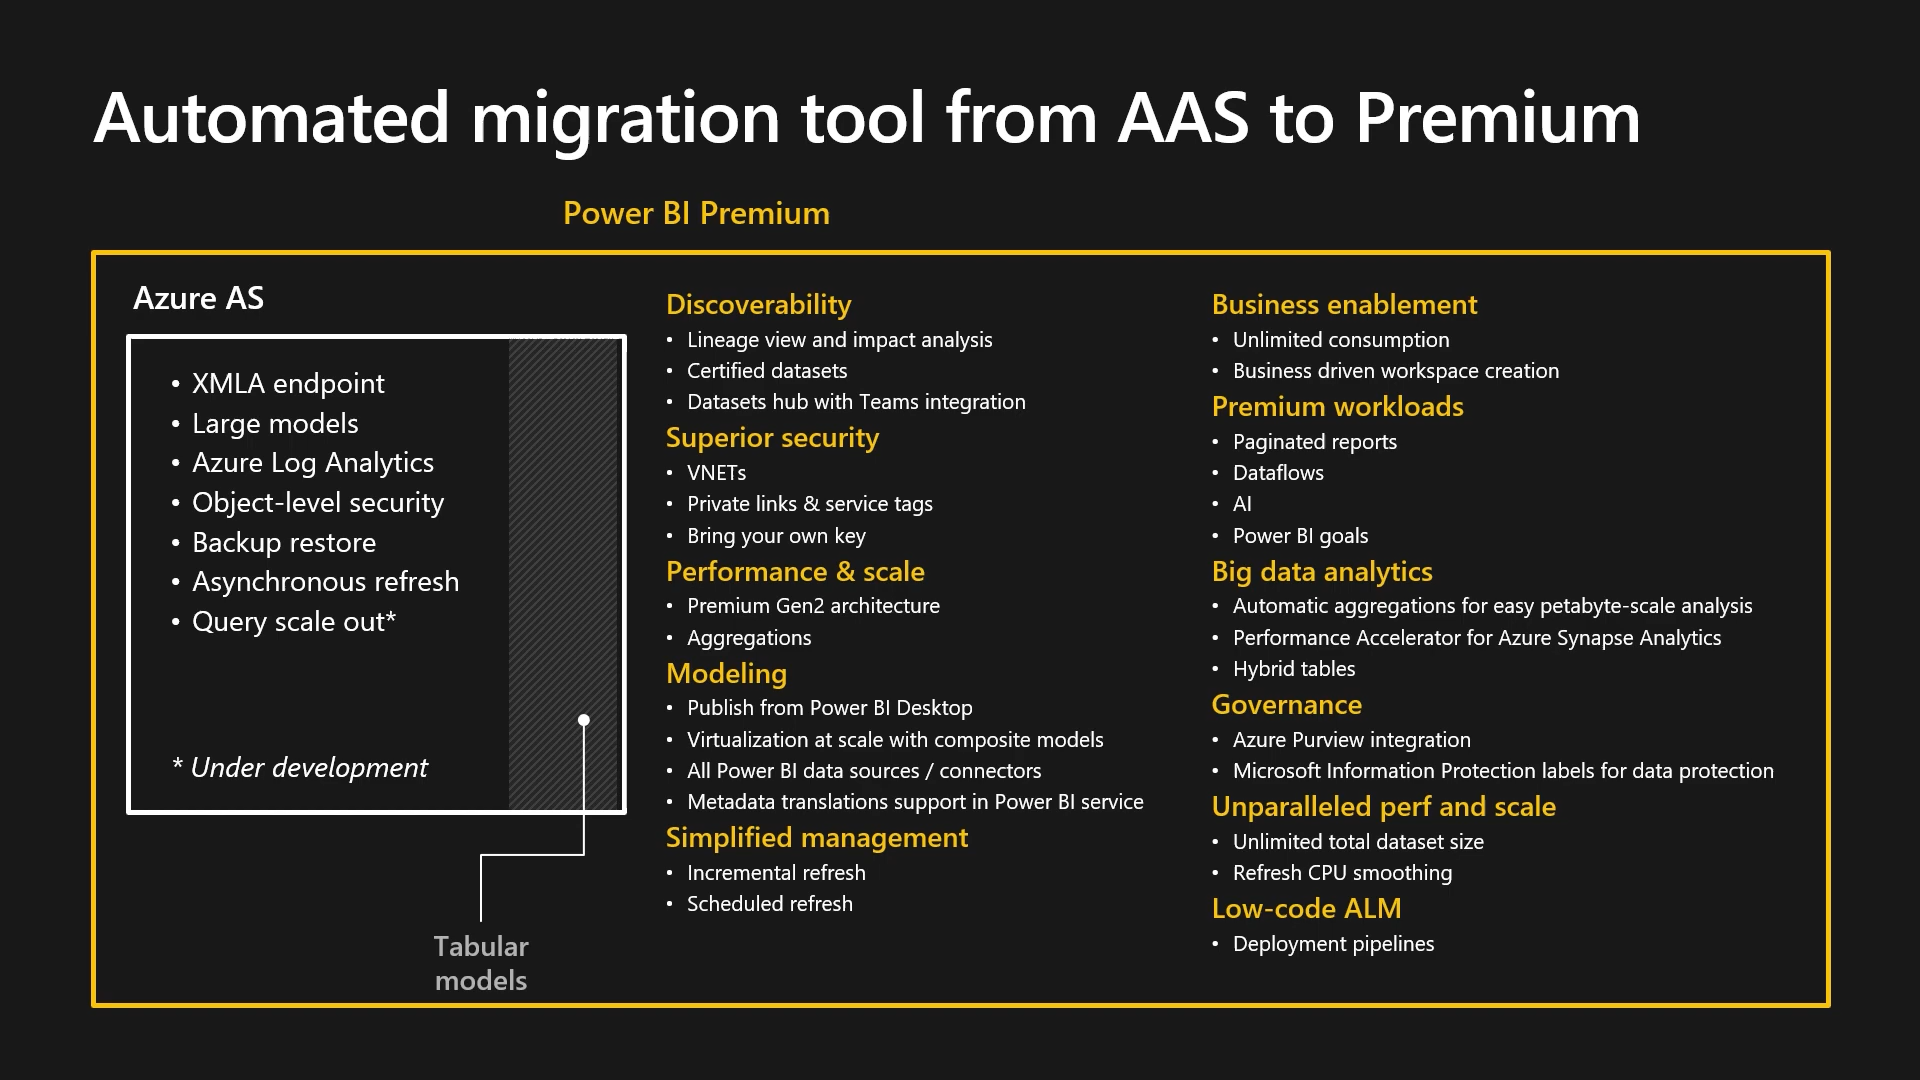 Automated migration tool from AAS to Premium
Power BI Premium
Azure AS
• XMLA endpoint
• Large models
• Azure Log Analytics
• Object-level security
• Backup restore
• Asynchronous refresh
• Query scale out*
* Under development
Tabular
models
Discoverability
• Lineage view and impact analysis
• Certified datasets
• Datasets hub with Teams integration
Superior security
• VNETs
• Private links & service tags
• Bring your own key
Performance & scale
• Premium Gen2 architecture
• Aggregations
Modeling
• Publish from Power BI Desktop
• Virtualization at scale with composite models
• All Power BI data sources / connectors
• Metadata translations support in Power BI service
Simplified management
• Incremental refresh
• Scheduled refresh
Business enablement
• Unlimited consumption
• Business driven workspace creation
Premium workloads
• Paginated reports
• Dataflows
• AI
• Power BI goals
Big data analytics
• Automatic aggregations for easy petabyte-scale analysis
• Performance Accelerator for Azure Synapse Analytics
• Hybrid tables
Governance
• Azure Purview integration
• Microsoft Information Protection labels for data protection
Unparalleled perf and scale
• Unlimited total dataset size
• Refresh CPU smoothing
Low-code ALM
• Deployment pipelines